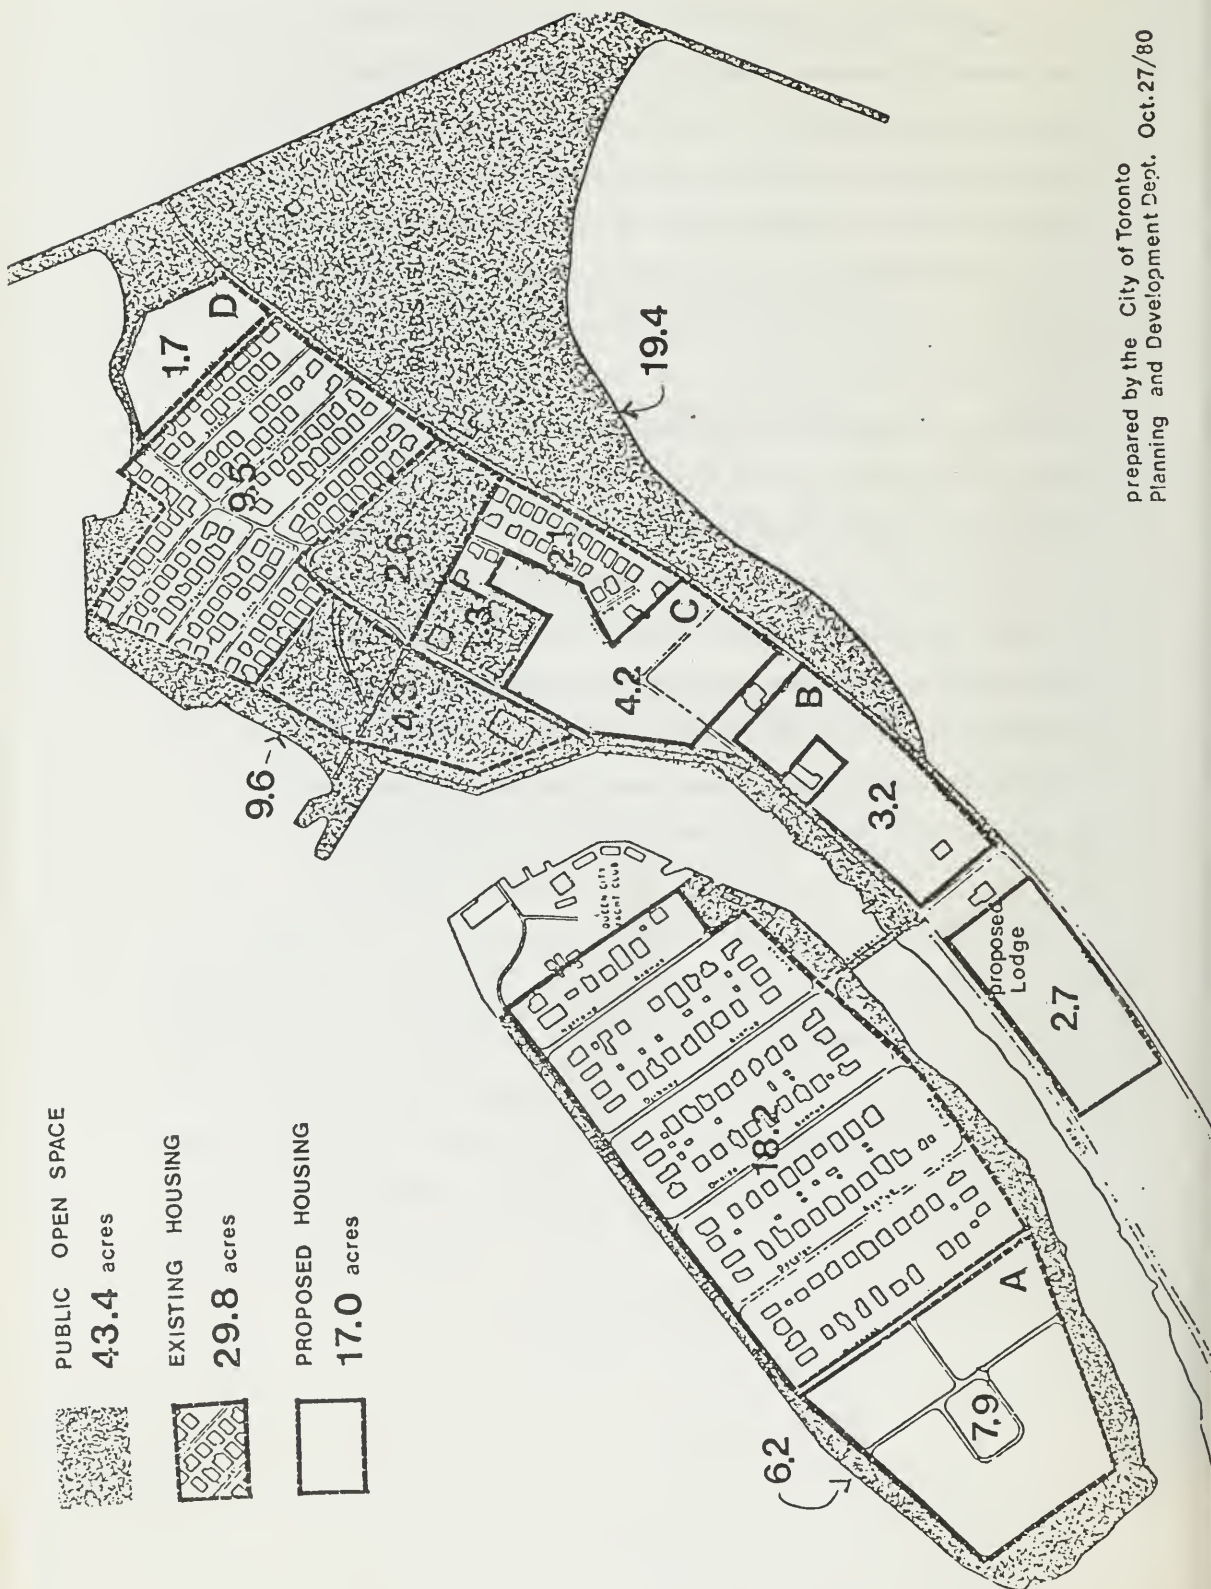 PUBLIC OPEN SPACE
43.4 acres
EXISTING HOUSING
29.8 acres
PROPOSED HOUSING
17.0 acres
9.6
9.5
1.7
D
WARDS ISLAND
2.6
4.3
.3
2.1
4.2
C
19.4
B
3.2
QUEEN CITY
YACHT CLUB
18.2
proposed
Lodge
2.7
A
7.9
6.2
prepared by the City of Toronto
Planning and Development Dept. Oct.27/80